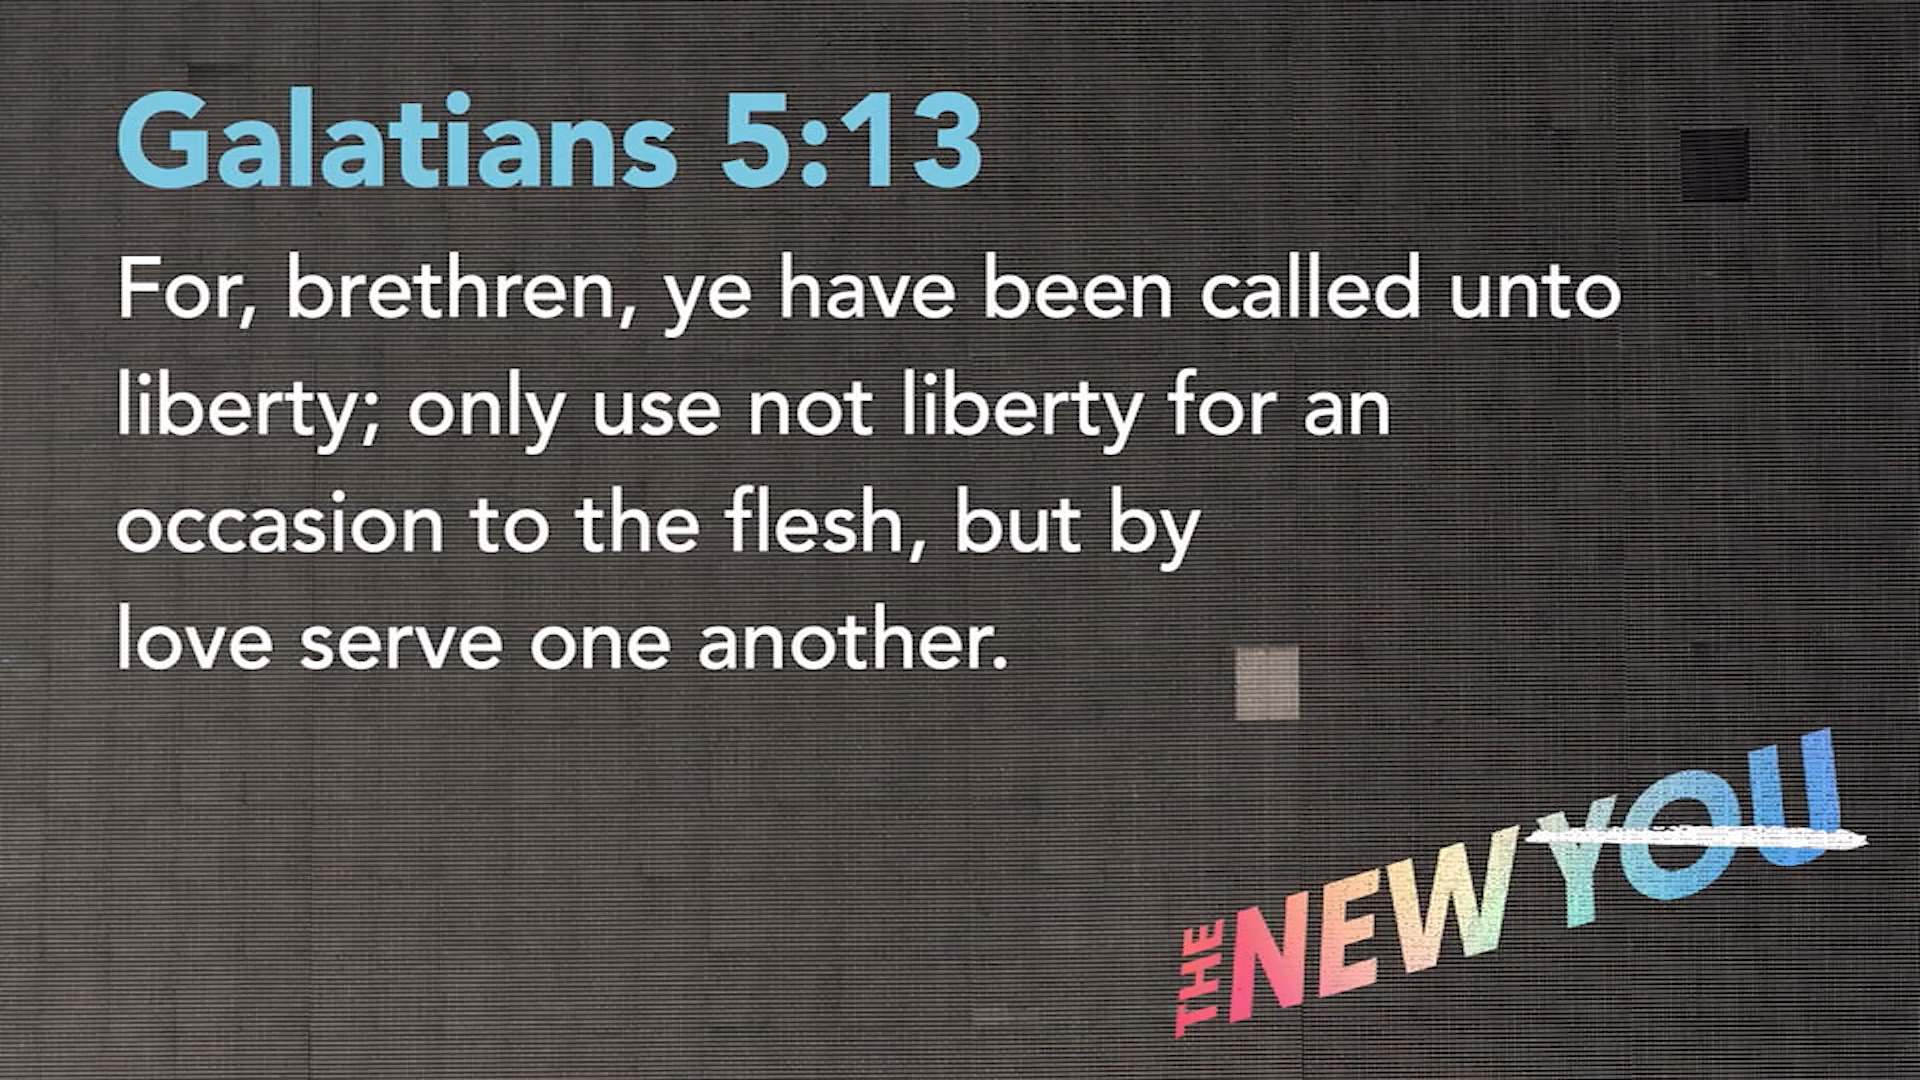 Galatians 5:13
For, brethren, ye have been called unto
liberty; only use not liberty for an
occasion to the flesh, but by
love serve one another.
THE NEW YOU